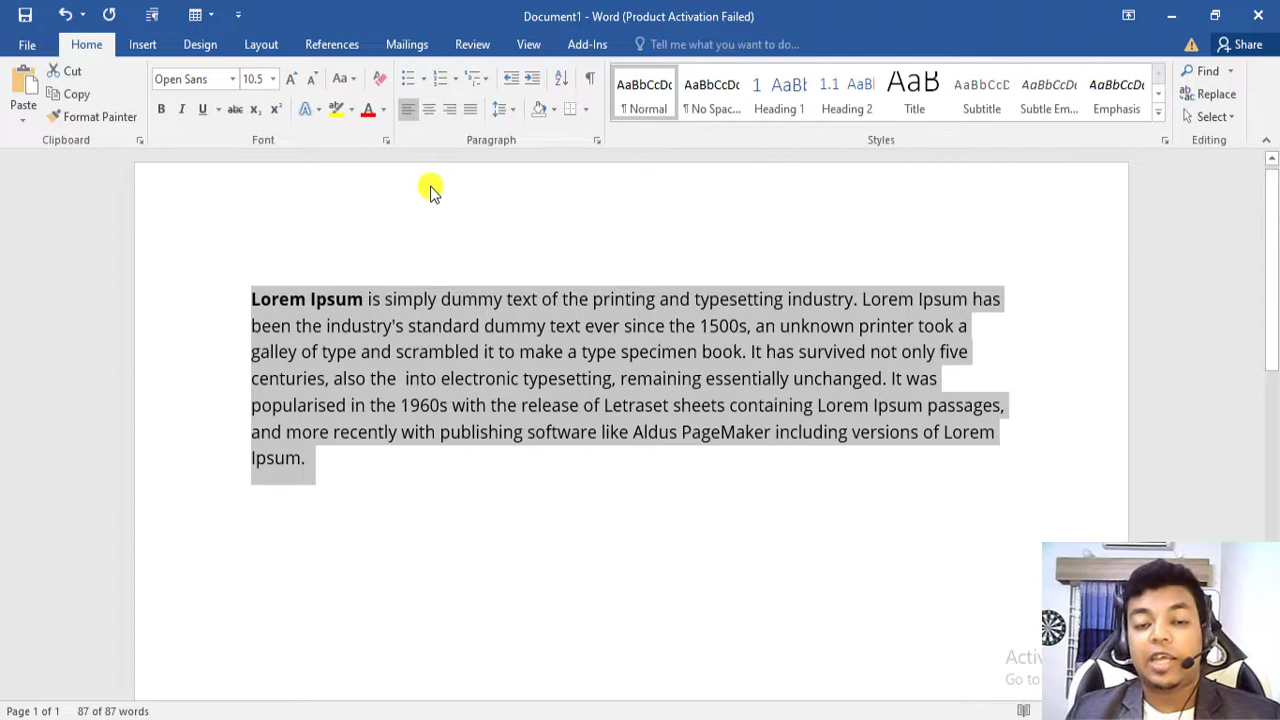 Document1 - Word (Product Activation Failed)
File Home Insert Design Layout References Mailings Review View Add-Ins Tell me what you want to do... Share
Paste
Cut
Copy
Format Painter
Clipboard
Open Sans 10.5 Aa
B I U abc x₂ x² A A
Font
Paragraph
AaBbCcDc AaBbCcDc AaBb AaBb AaB AaBbCcD AaBbCcDc AaBbCcDc
¶ Normal ¶ No Spac... 1 Heading 1 1.1 Heading 2 Title Subtitle Subtle Em... Emphasis
Styles
Find
Replace
Select
Editing
Lorem Ipsum is simply dummy text of the printing and typesetting industry. Lorem Ipsum has
been the industry's standard dummy text ever since the 1500s, an unknown printer took a
galley of type and scrambled it to make a type specimen book. It has survived not only five
centuries, also the  into electronic typesetting, remaining essentially unchanged. It was
popularised in the 1960s with the release of Letraset sheets containing Lorem Ipsum passages,
and more recently with publishing software like Aldus PageMaker including versions of Lorem
Ipsum.
Go to
Page 1 of 1 87 of 87 words